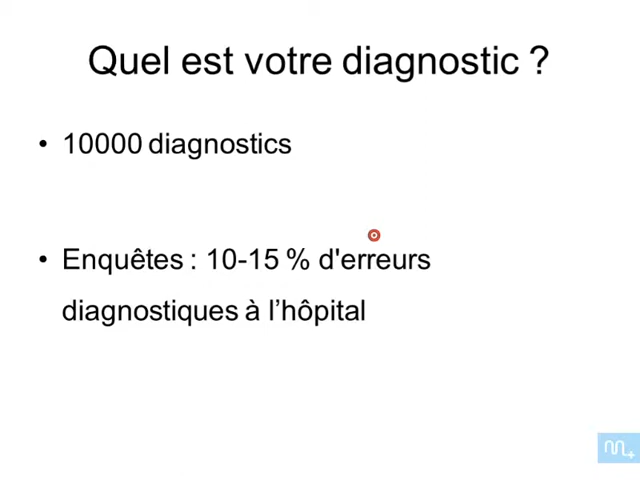 Quel est votre diagnostic ?
• 10000 diagnostics
• Enquêtes : 10-15 % d'erreurs
diagnostiques à l’hôpital